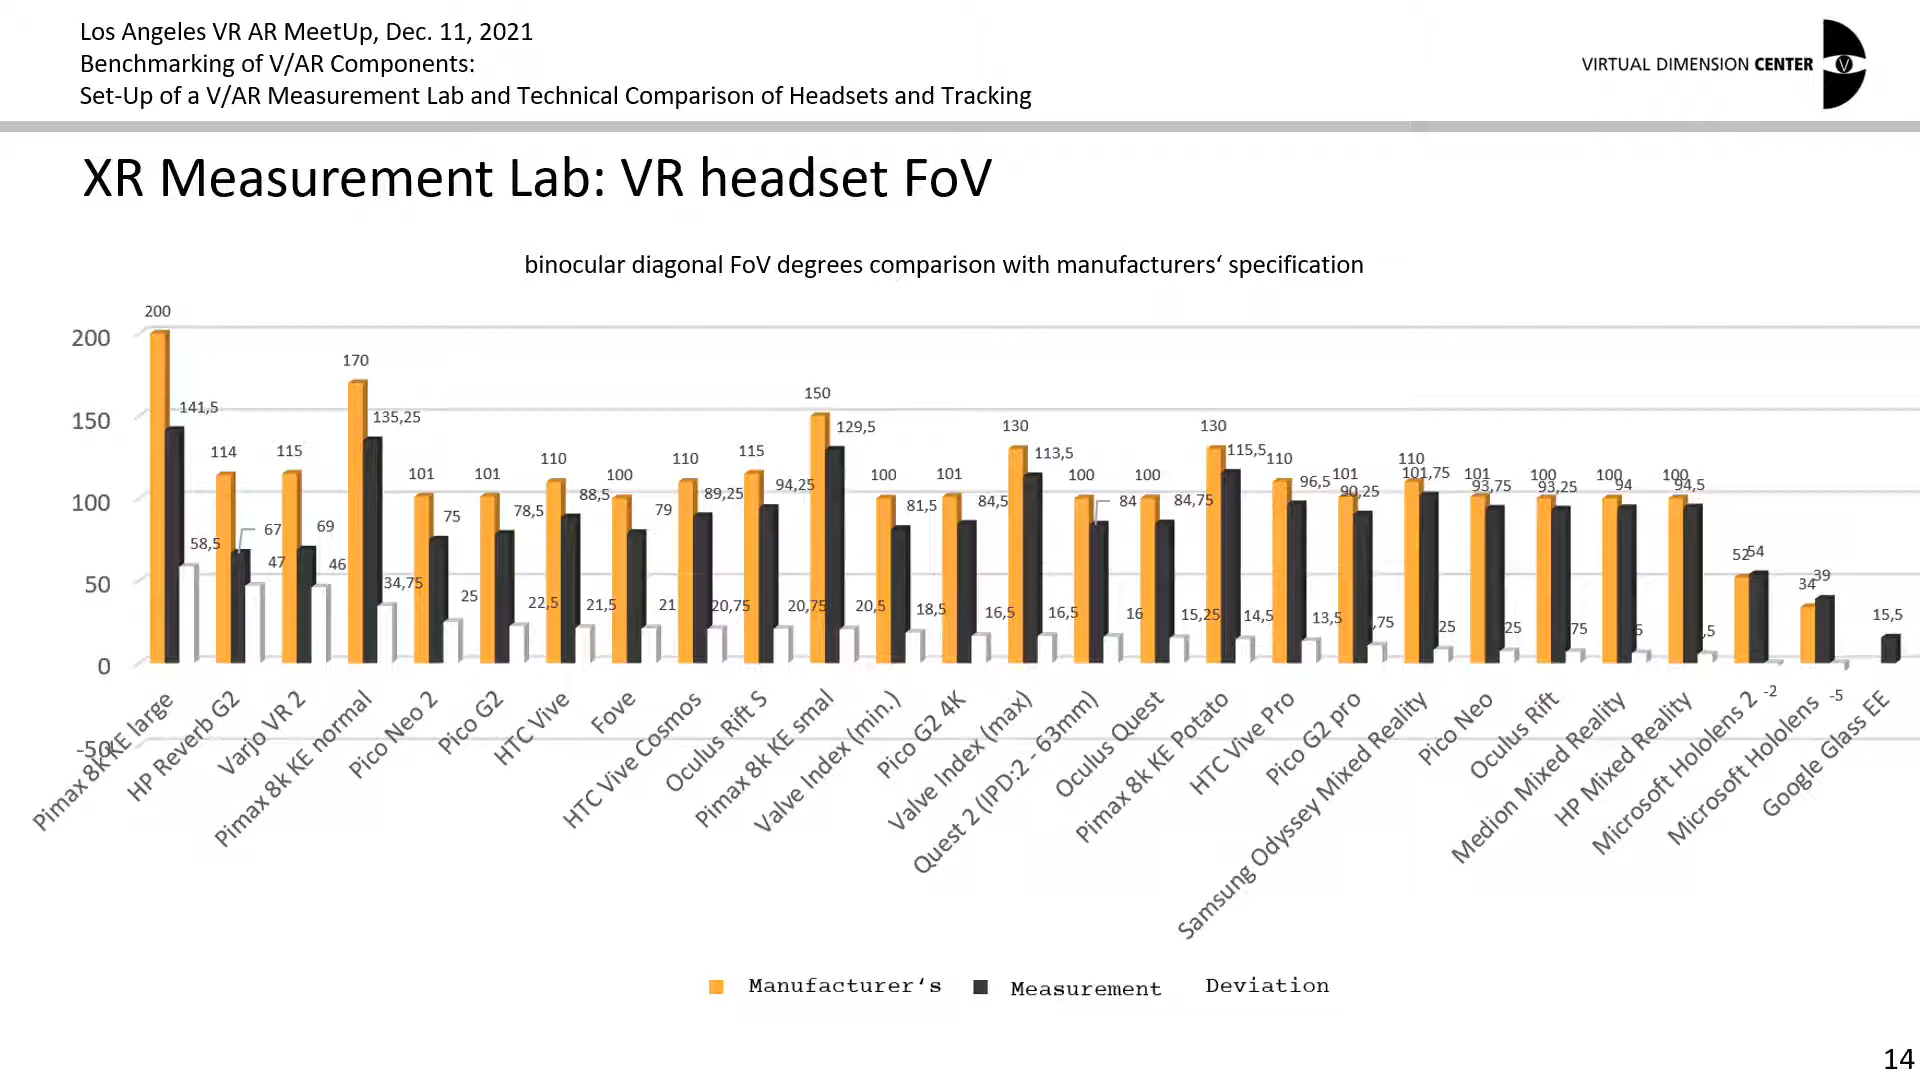 Los Angeles VR AR MeetUp, Dec. 11, 2021
Benchmarking of V/AR Components:
Set-Up of a V/AR Measurement Lab and Technical Comparison of Headsets and Tracking
VIRTUAL DIMENSION CENTER
V
XR Measurement Lab: VR headset FoV
binocular diagonal FoV degrees comparison with manufacturers‘ specification
200
150
100
50
0
-50
200 141,5 58,5
114 67 47
115 69 46
170 135,25 34,75
101 75 25
101 78,5 22,5
110 88,5 21,5
100 79 21
110 89,25 20,75
115 94,25 20,75
150 129,5 20,5
100 81,5 18,5
101 84,5 16,5
130 113,5 16,5
100 84 16
100 84,75 15,25
130 115,5 14,5
110 96,5 13,5
101 90,25 ,75
110 101,75 25
101 93,75 25
100 93,25 75
100 94
100 94,5 ,5
52 54 -2
34 39 -5
15,5
Pimax 8k KE large
HP Reverb G2
Varjo VR 2
Pimax 8k KE normal
Pico Neo 2
Pico G2
HTC Vive
Fove
HTC Vive Cosmos
Oculus Rift S
Pimax 8k KE smal
Valve Index (min.)
Pico G2 4K
Valve Index (max)
Quest 2 (IPD:2 - 63mm)
Oculus Quest
Pimax 8k KE Potato
HTC Vive Pro
Pico G2 pro
Samsung Odyssey Mixed Reality
Pico Neo
Oculus Rift
Medion Mixed Reality
HP Mixed Reality
Microsoft Hololens 2
Microsoft Hololens
Google Glass EE
Manufacturer‘s
Measurement
Deviation
14